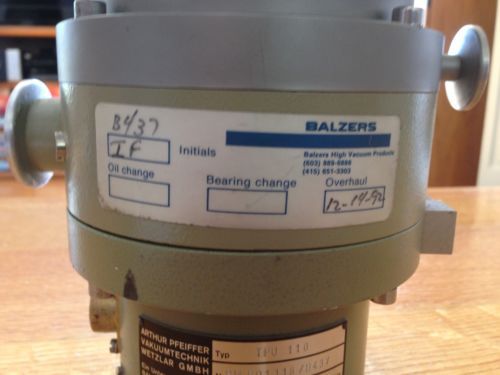 B4/37
BALZERS
IF Initials
Balzers High Vacuum Products
(603) 889-6888
(415) 651-3303
Oil change
Bearing change
Overhaul
12-14-92
ARTHUR PFEIFFER
VAKUUMTECHNIK
WETZLAR GMBH
Typ TPU 110